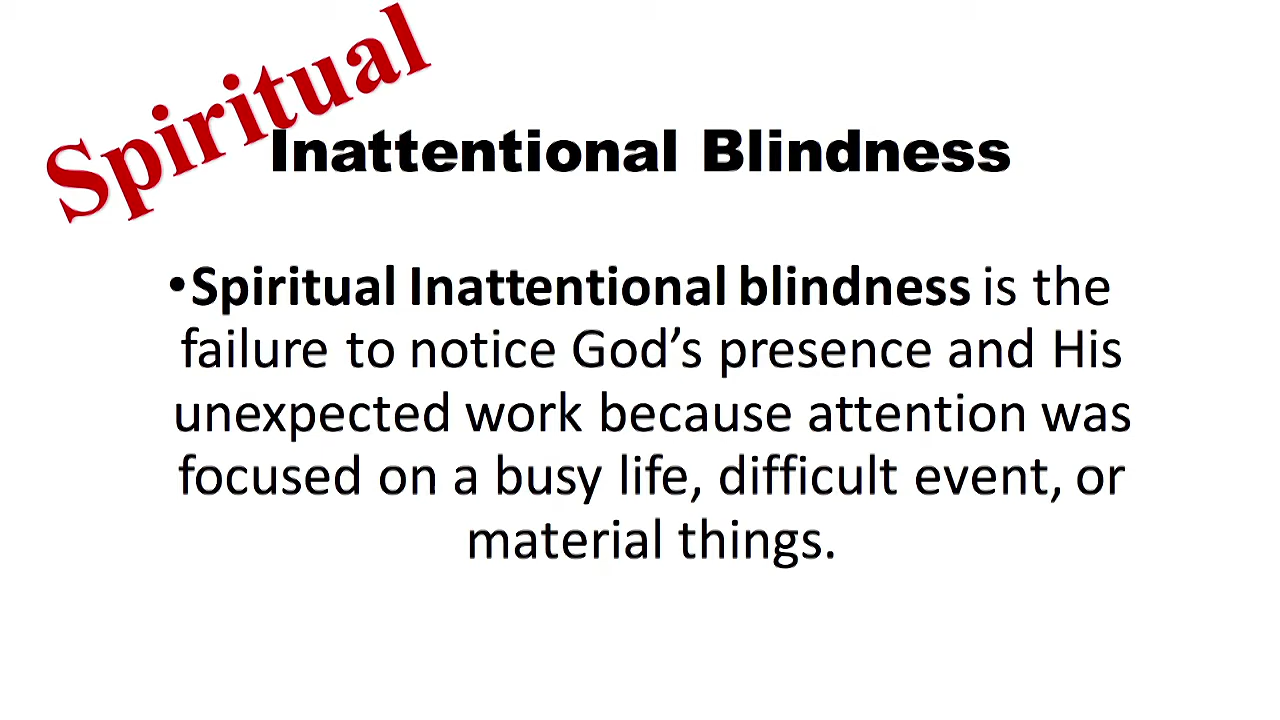 Spiritual
Inattentional Blindness
•Spiritual Inattentional blindness is the
failure to notice God’s presence and His
unexpected work because attention was
focused on a busy life, difficult event, or
material things.